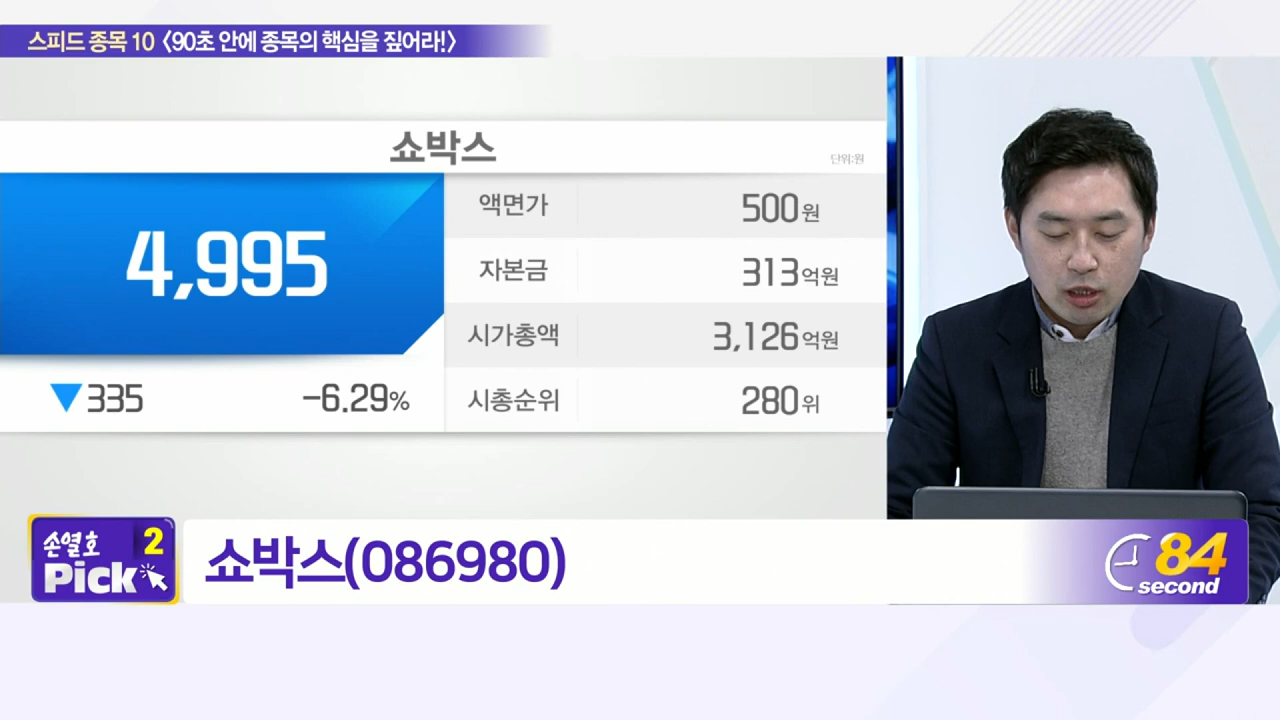 스피드 종목 10 〈90초 안에 종목의 핵심을 짚어라!〉
쇼박스
단위:원
4,995
▼335 -6.29%
액면가 500원
자본금 313억원
시가총액 3,126억원
시총순위 280위
손열호 2
Pick
쇼박스(086980)
84
second